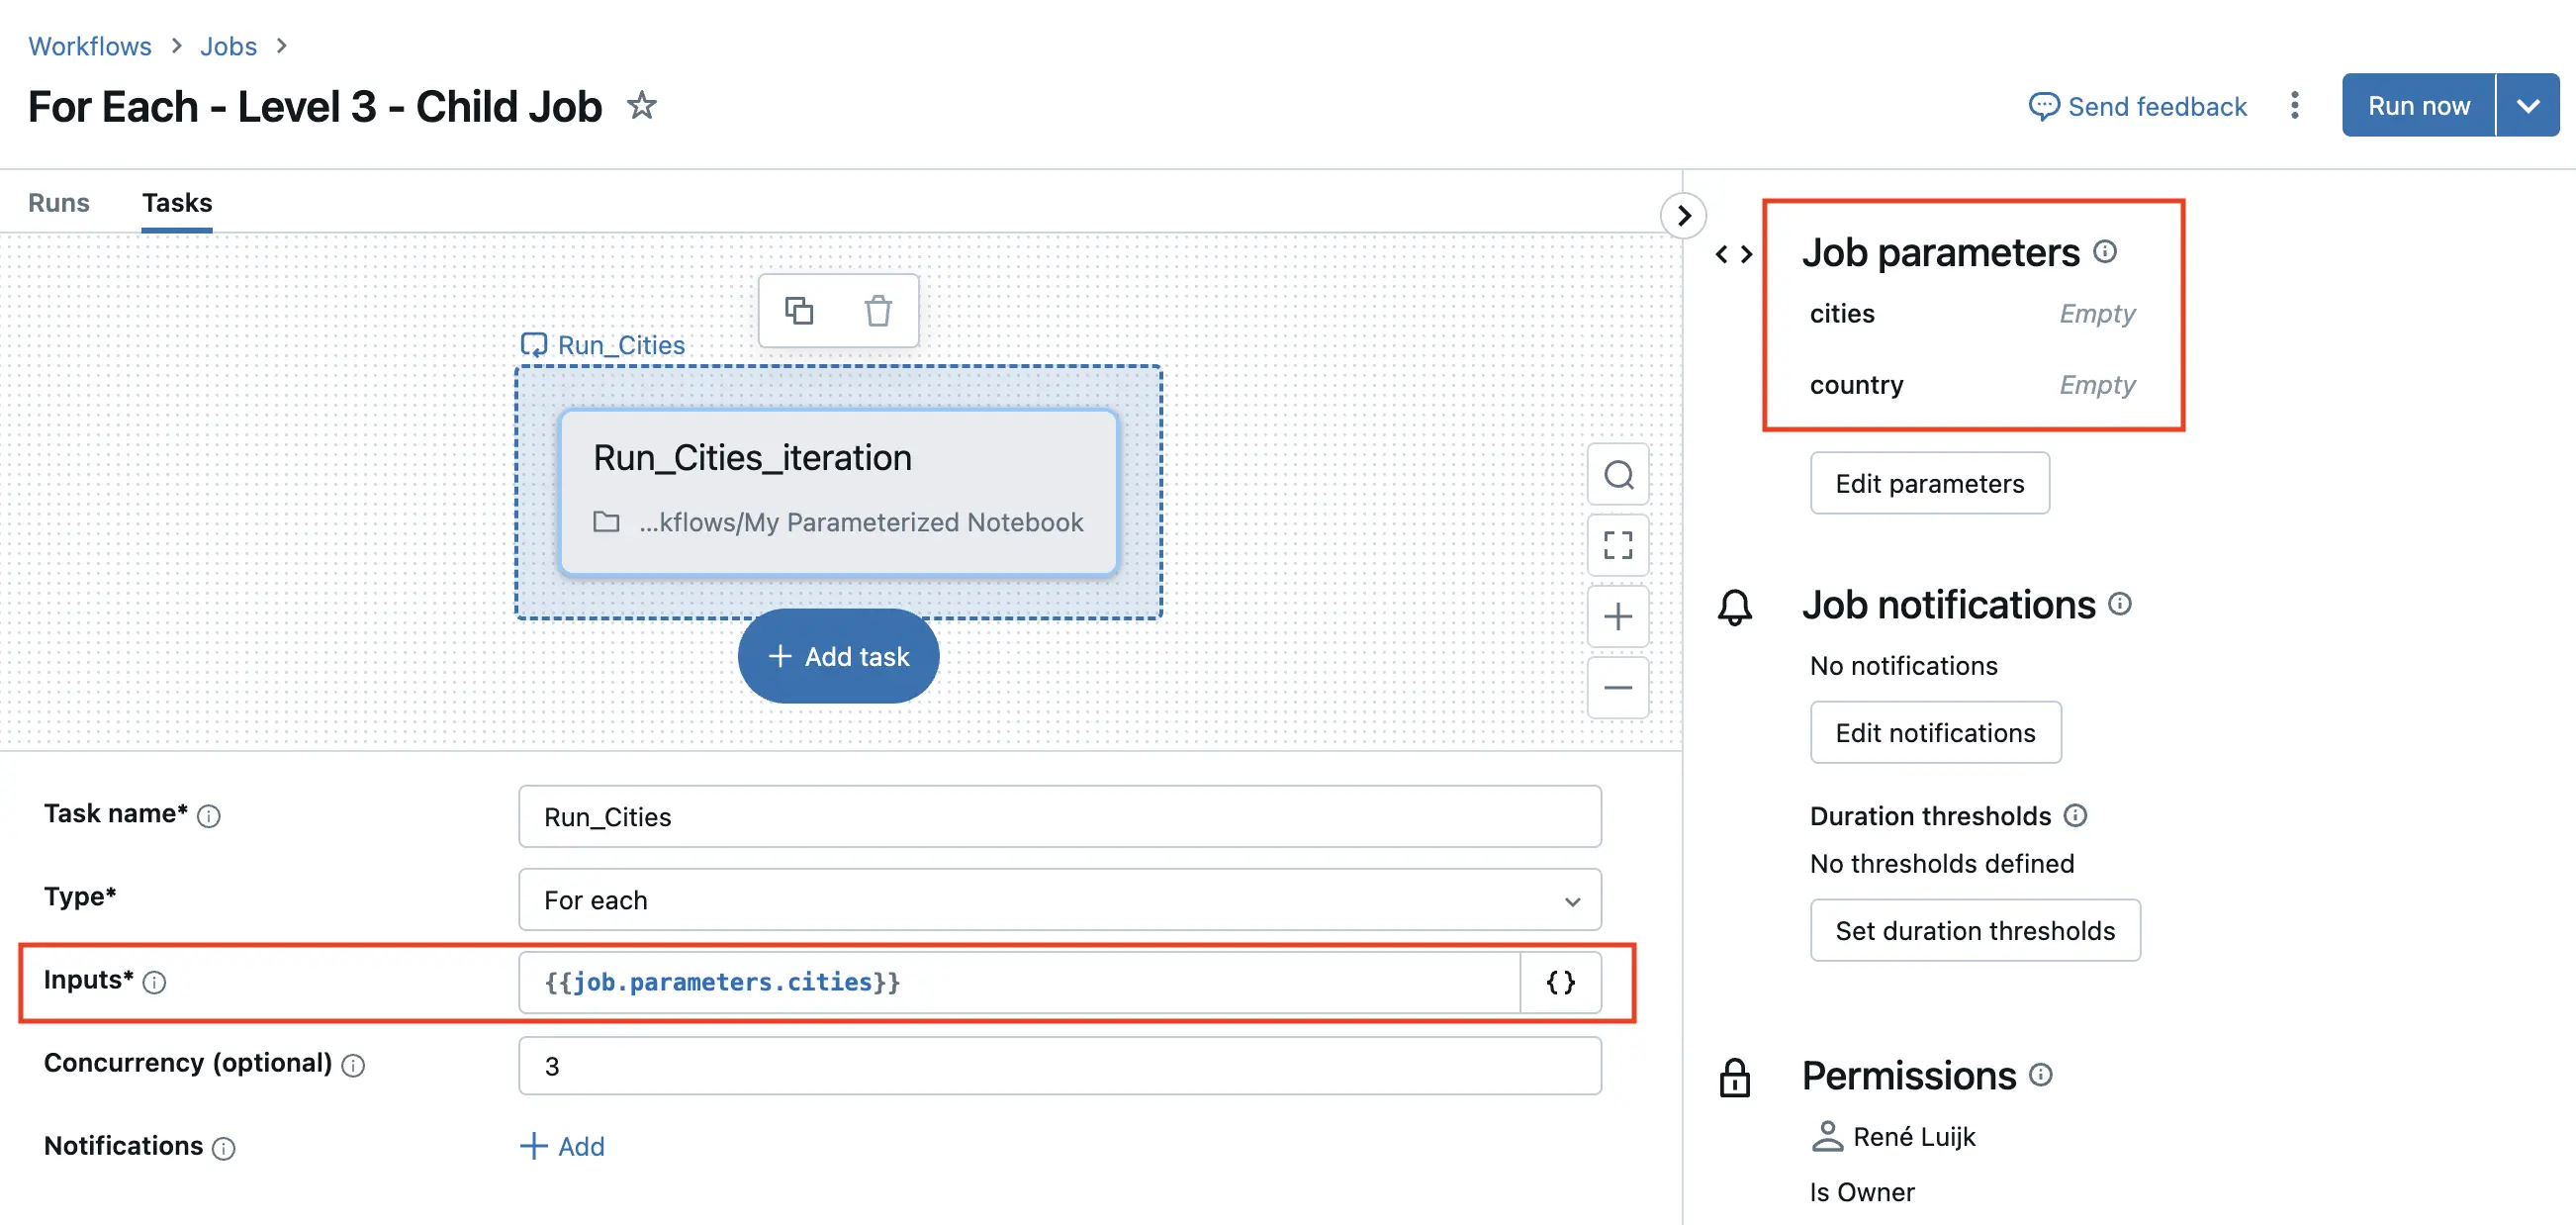 Workflows > Jobs >
For Each - Level 3 - Child Job
Send feedback
Run now
Runs
Tasks
Run_Cities
Run_Cities_iteration
...kflows/My Parameterized Notebook
+ Add task
Task name*
Run_Cities
Type*
For each
Inputs*
{{job.parameters.cities}}
{}
Concurrency (optional)
3
Notifications
+ Add
Job parameters
cities Empty
country Empty
Edit parameters
Job notifications
No notifications
Edit notifications
Duration thresholds
No thresholds defined
Set duration thresholds
Permissions
René Luijk
Is Owner